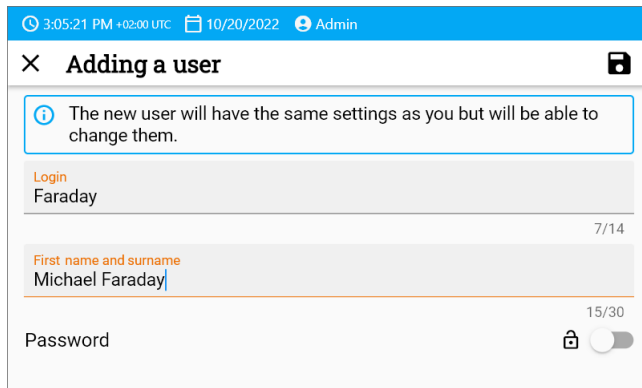 3:05:21 PM +02:00 UTC 10/20/2022 Admin
Adding a user
The new user will have the same settings as you but will be able to
change them.
Login
Faraday
7/14
First name and surname
Michael Faraday
15/30
Password